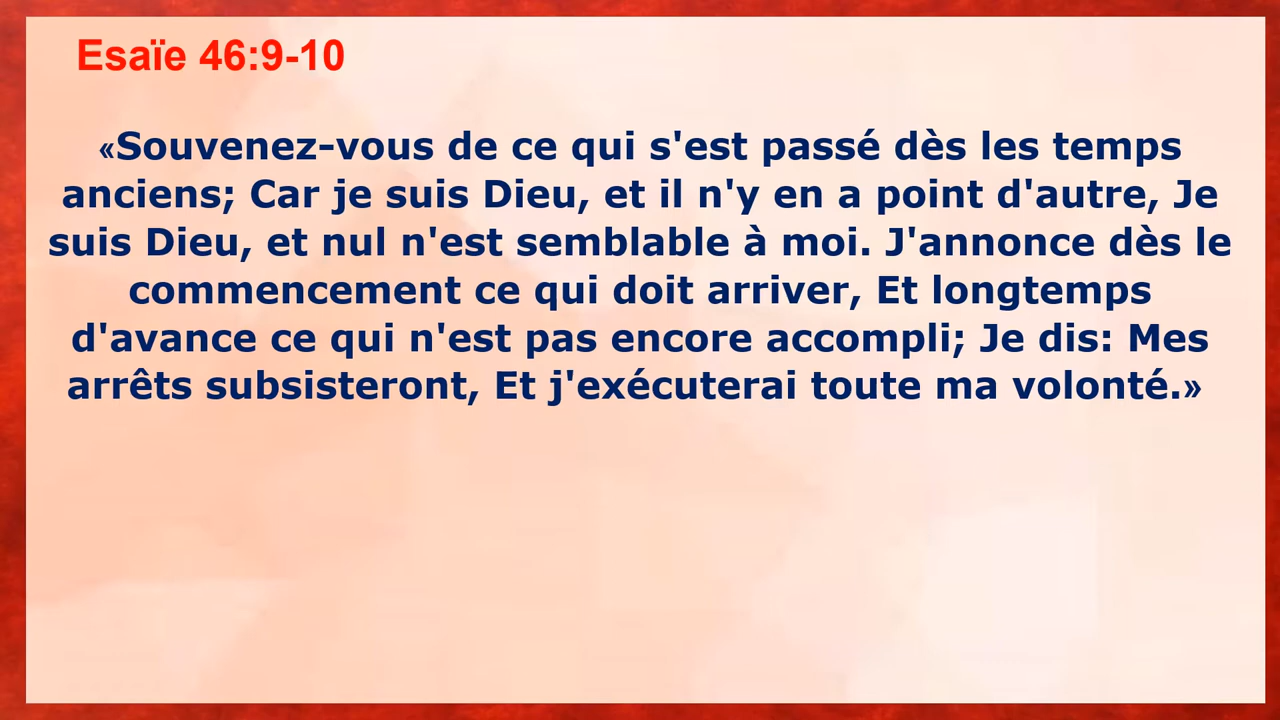 Esaïe 46:9-10
«Souvenez-vous de ce qui s'est passé dès les temps
anciens; Car je suis Dieu, et il n'y en a point d'autre, Je
suis Dieu, et nul n'est semblable à moi. J'annonce dès le
commencement ce qui doit arriver, Et longtemps
d'avance ce qui n'est pas encore accompli; Je dis: Mes
arrêts subsisteront, Et j'exécuterai toute ma volonté.»